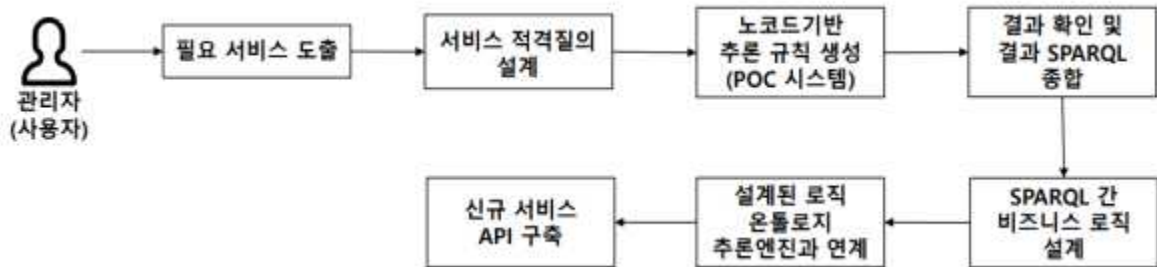 관리자
(사용자)
필요 서비스 도출
서비스 적격질의
설계
노코드기반
추론 규칙 생성
(POC 시스템)
결과 확인 및
결과 SPARQL
종합
SPARQL 간
비즈니스 로직
설계
설계된 로직
온톨로지
추론엔진과 연계
신규 서비스
API 구축